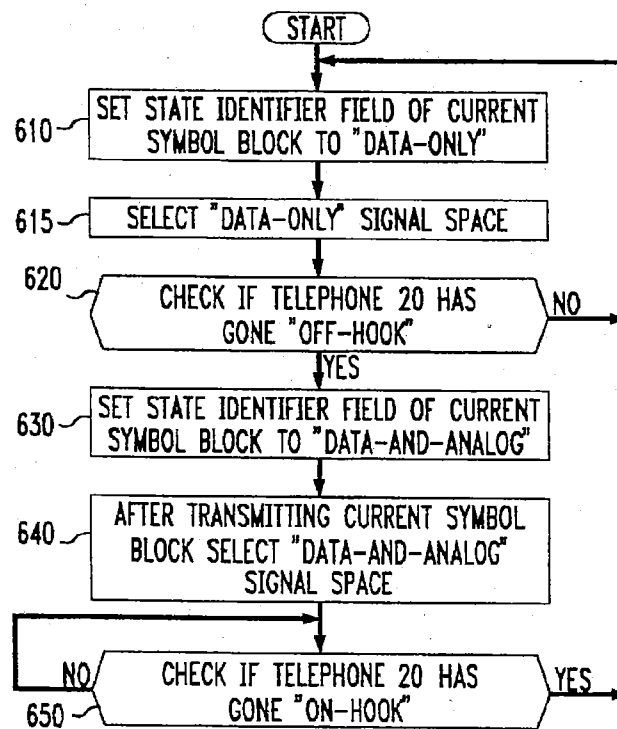 START
610
SET STATE IDENTIFIER FIELD OF CURRENT
SYMBOL BLOCK TO "DATA-ONLY"
615
SELECT "DATA-ONLY" SIGNAL SPACE
620
CHECK IF TELEPHONE 20 HAS
GONE "OFF-HOOK"
NO
YES
630
SET STATE IDENTIFIER FIELD OF CURRENT
SYMBOL BLOCK TO "DATA-AND-ANALOG"
640
AFTER TRANSMITTING CURRENT SYMBOL
BLOCK SELECT "DATA-AND-ANALOG"
SIGNAL SPACE
NO
CHECK IF TELEPHONE 20 HAS
GONE "ON-HOOK"
YES
650